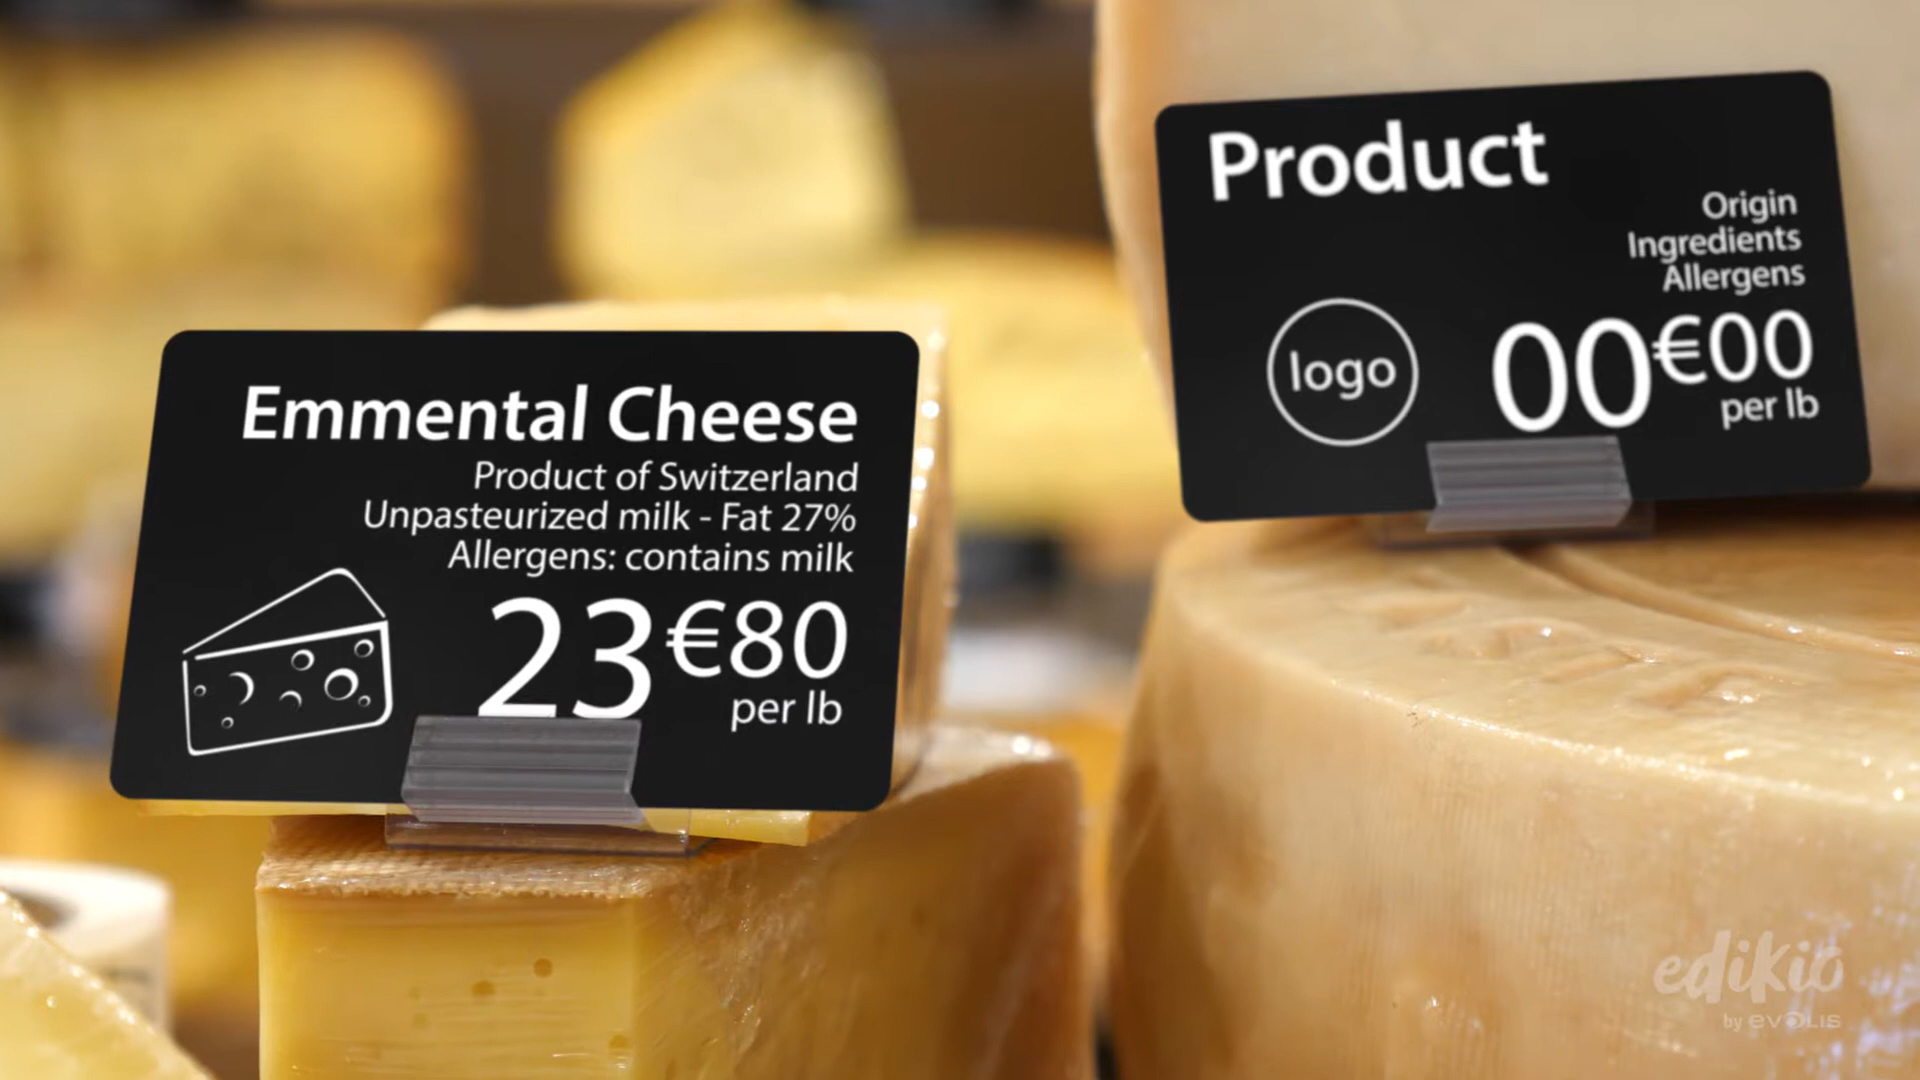 Emmental Cheese
Product of Switzerland
Unpasteurized milk - Fat 27%
Allergens: contains milk
23€80
per lb
Product
Origin
Ingredients
Allergens
logo
00€00
per lb
edikio
by evolis